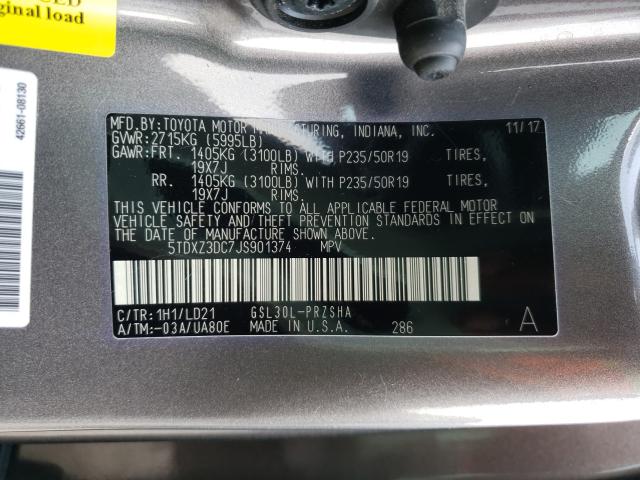 iginal load
42661-08130
MFD. BY: TOYOTA MOTOR MANUFACTURING, INDIANA, INC. 11/17
GVWR: 2715KG (5995LB)
GAWR: FRT. 1405KG (3100LB) WITH P235/50R19 TIRES,
19X7J RIMS.
RR. 1405KG (3100LB) WITH P235/50R19 TIRES,
19X7J RIMS.
THIS VEHICLE CONFORMS TO ALL APPLICABLE FEDERAL MOTOR
VEHICLE SAFETY AND THEFT PREVENTION STANDARDS IN EFFECT ON
THE DATE OF MANUFACTURE SHOWN ABOVE.
5TDXZ3DC7JS901374 MPV
C/TR: 1H1/LD21 GSL30L-PRZSHA
A/TM: -03A/UA80E MADE IN U.S.A. 286 A